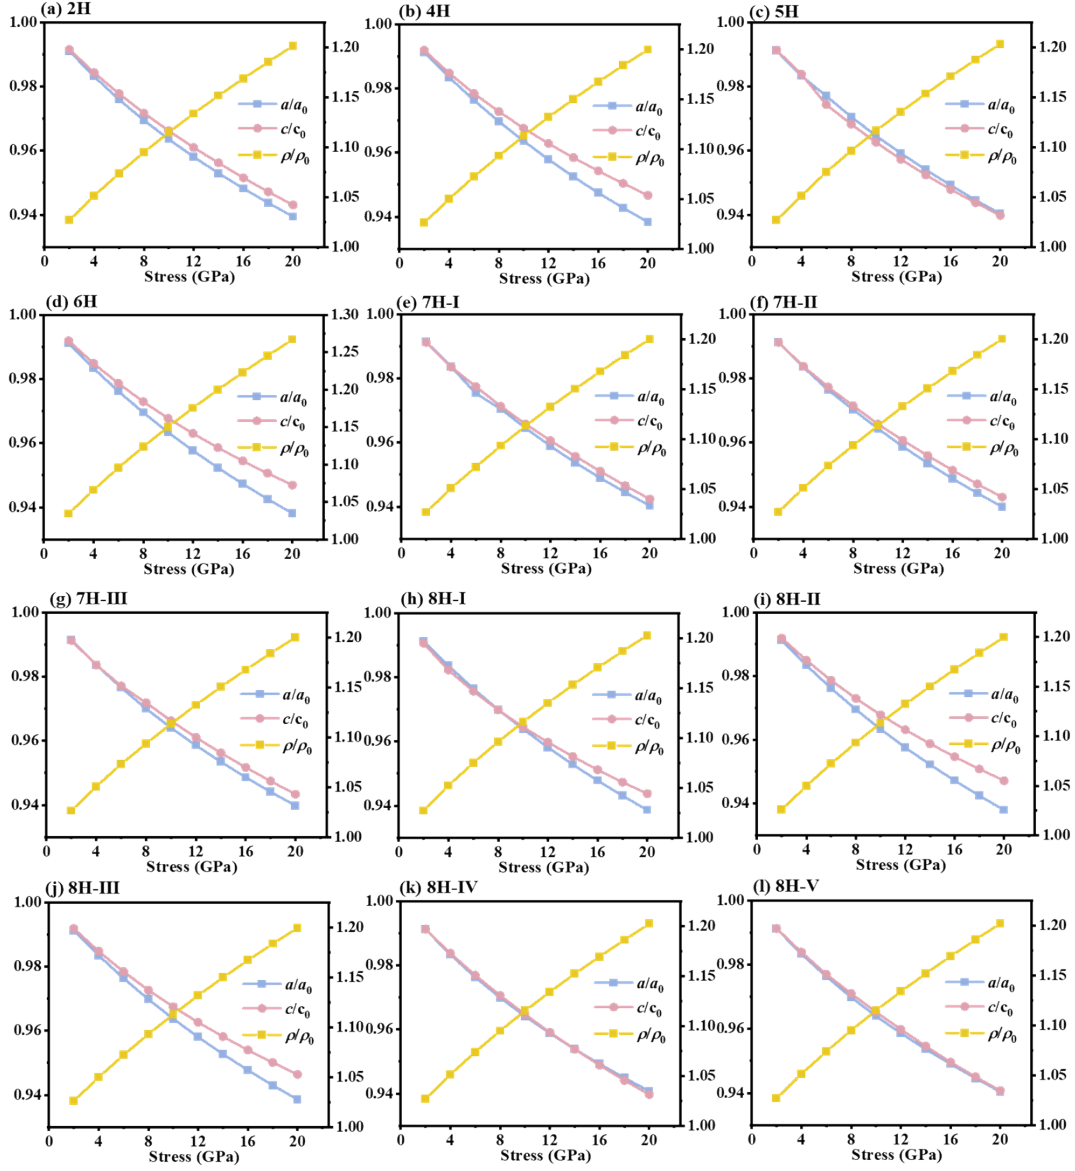 (a) 2H
1.00
0.98
0.96
0.94
1.20
1.15
1.10
1.05
1.00
a/a0
c/c0
ρ/ρ0
0 4 8 12 16 20
Stress (GPa)
(b) 4H
1.00
0.98
0.96
0.94
1.20
1.15
1.10
1.05
1.00
a/a0
c/c0
ρ/ρ0
0 4 8 12 16 20
Stress (GPa)
(c) 5H
1.00
0.98
0.96
0.94
1.20
1.15
1.10
1.05
1.00
a/a0
c/c0
ρ/ρ0
0 4 8 12 16 20
Stress (GPa)
(d) 6H
1.00
0.98
0.96
0.94
1.30
1.25
1.20
1.15
1.10
1.05
1.00
a/a0
c/c0
ρ/ρ0
0 4 8 12 16 20
Stress (GPa)
(e) 7H-I
1.00
0.98
0.96
0.94
1.20
1.15
1.10
1.05
1.00
a/a0
c/c0
ρ/ρ0
0 4 8 12 16 20
Stress (GPa)
(f) 7H-II
1.00
0.98
0.96
0.94
1.20
1.15
1.10
1.05
1.00
a/a0
c/c0
ρ/ρ0
0 4 8 12 16 20
Stress (GPa)
(g) 7H-III
1.00
0.98
0.96
0.94
1.20
1.15
1.10
1.05
1.00
a/a0
c/c0
ρ/ρ0
0 4 8 12 16 20
Stress (GPa)
(h) 8H-I
1.00
0.98
0.96
0.94
1.20
1.15
1.10
1.05
1.00
a/a0
c/c0
ρ/ρ0
0 4 8 12 16 20
Stress (GPa)
(i) 8H-II
1.00
0.98
0.96
0.94
1.20
1.15
1.10
1.05
1.00
a/a0
c/c0
ρ/ρ0
0 4 8 12 16 20
Stress (GPa)
(j) 8H-III
1.00
0.98
0.96
0.94
1.20
1.15
1.10
1.05
1.00
a/a0
c/c0
ρ/ρ0
0 4 8 12 16 20
Stress (GPa)
(k) 8H-IV
1.00
0.98
0.96
0.94
1.20
1.15
1.10
1.05
1.00
a/a0
c/c0
ρ/ρ0
0 4 8 12 16 20
Stress (GPa)
(l) 8H-V
1.00
0.98
0.96
0.94
1.20
1.15
1.10
1.05
1.00
a/a0
c/c0
ρ/ρ0
0 4 8 12 16 20
Stress (GPa)